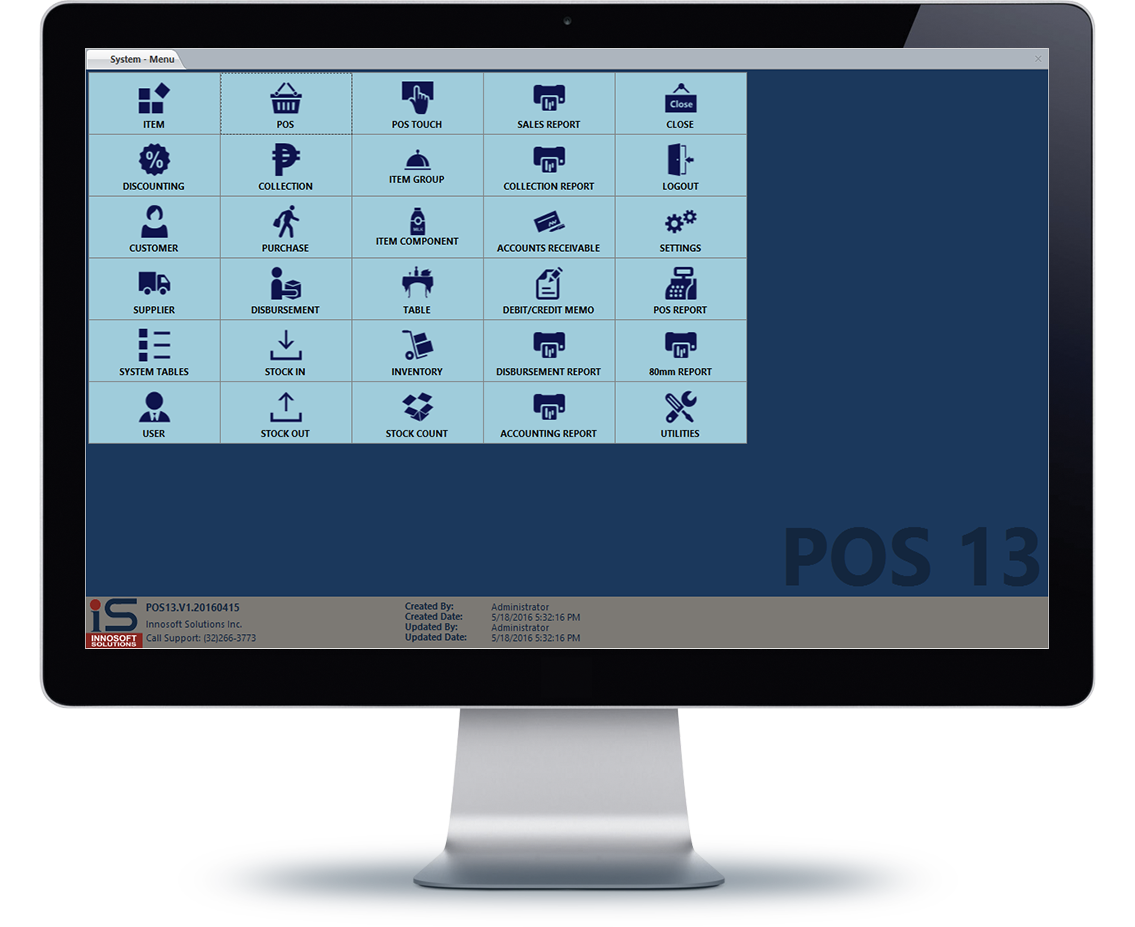 System - Menu
ITEM
POS
POS TOUCH
SALES REPORT
Close
CLOSE
%
DISCOUNTING
COLLECTION
ITEM GROUP
COLLECTION REPORT
LOGOUT
CUSTOMER
PURCHASE
ITEM COMPONENT
ACCOUNTS RECEIVABLE
SETTINGS
SUPPLIER
DISBURSEMENT
TABLE
DEBIT/CREDIT MEMO
POS REPORT
SYSTEM TABLES
STOCK IN
INVENTORY
DISBURSEMENT REPORT
80mm REPORT
USER
STOCK OUT
STOCK COUNT
ACCOUNTING REPORT
UTILITIES
POS 13
iS
INNOSOFT
SOLUTIONS
POS13.V1.20160415
Innosoft Solutions Inc.
Call Support: (32)266-3773
Created By: Administrator
Created Date: 5/18/2016 5:32:16 PM
Updated By: Administrator
Updated Date: 5/18/2016 5:32:16 PM